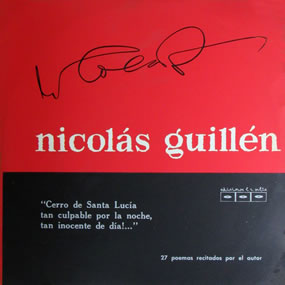 nicolás guillén
"Cerro de Santa Lucía
tan culpable por la noche,
tan inocente de día!..."
27 poemas recitados por el autor